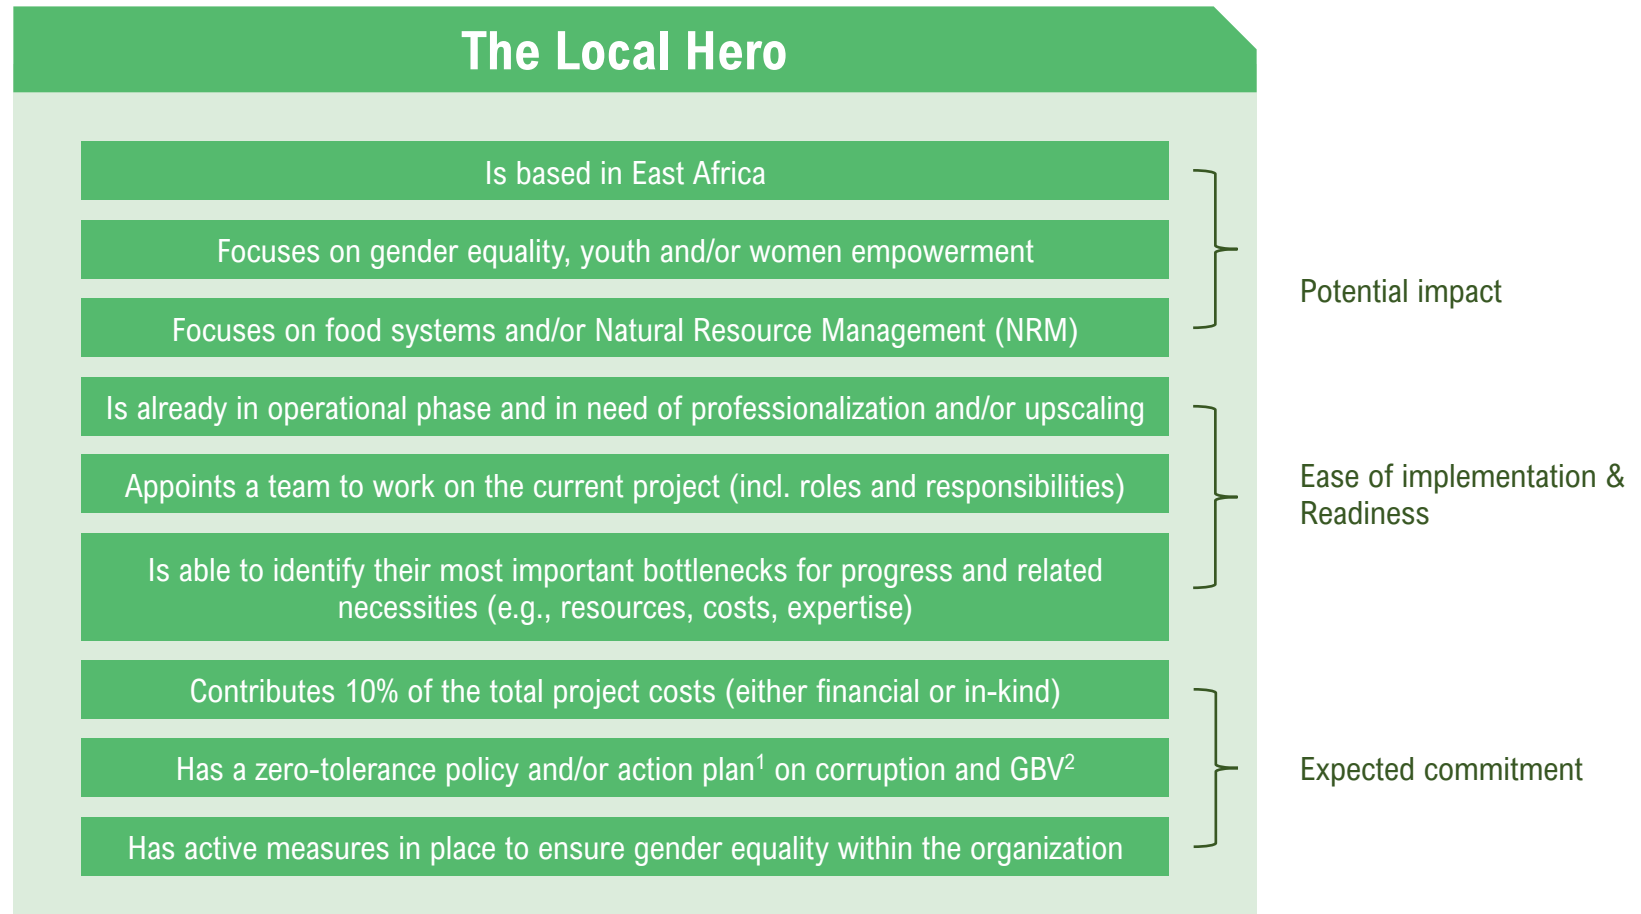 The Local Hero
Is based in East Africa
Focuses on gender equality, youth and/or women empowerment
Focuses on food systems and/or Natural Resource Management (NRM)
Potential impact
Is already in operational phase and in need of professionalization and/or upscaling
Appoints a team to work on the current project (incl. roles and responsibilities)
Is able to identify their most important bottlenecks for progress and related
necessities (e.g., resources, costs, expertise)
Ease of implementation &
Readiness
Contributes 10% of the total project costs (either financial or in-kind)
Has a zero-tolerance policy and/or action plan¹ on corruption and GBV²
Has active measures in place to ensure gender equality within the organization
Expected commitment